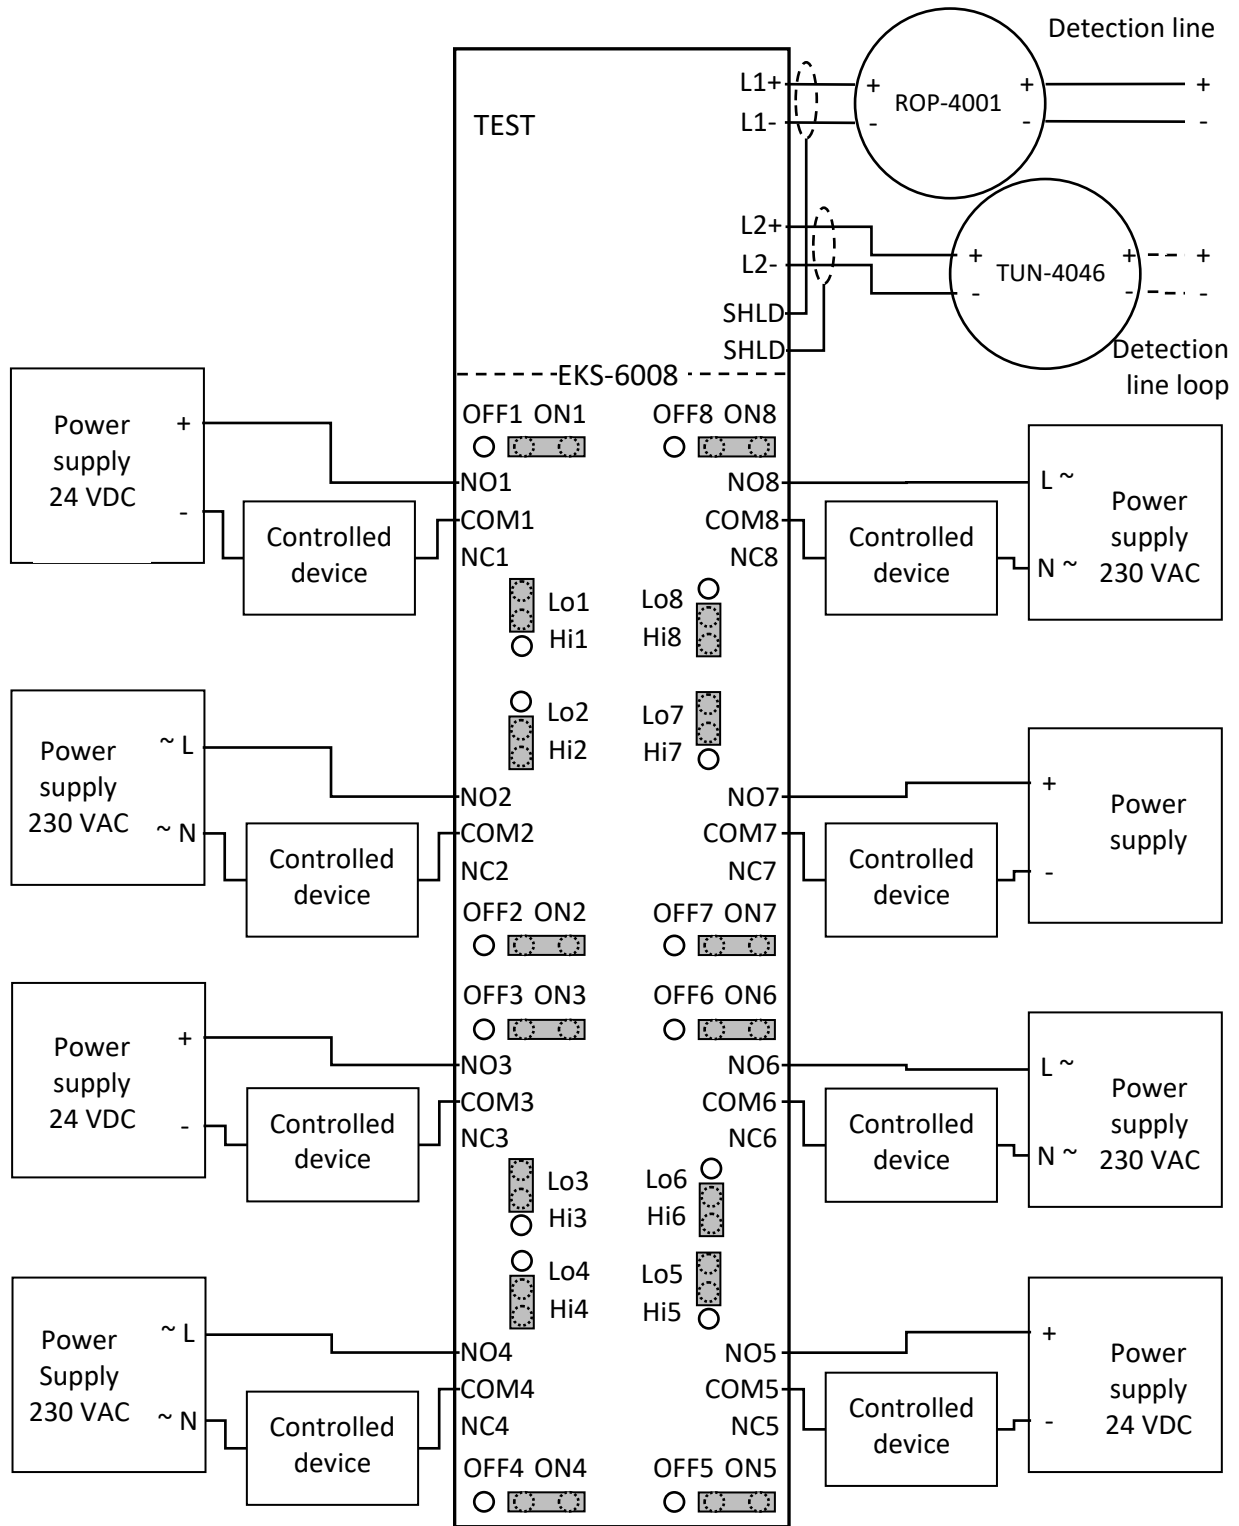 Detection line
L1+
L1-
+ ROP-4001 + +
- - -
TEST
L2+
L2-
+ TUN-4046 + +
- - -
SHLD
SHLD
Detection
line loop
EKS-6008
Power
supply
24 VDC
+
-
Controlled
device
OFF1 ON1
NO1
COM1
NC1
Lo1
Hi1
OFF8 ON8
NO8
COM8
NC8
Lo8
Hi8
Controlled
device
L ~
N ~
Power
supply
230 VAC
Power
supply
230 VAC
~ L
~ N
Controlled
device
Lo2
Hi2
NO2
COM2
NC2
OFF2 ON2
Lo7
Hi7
NO7
COM7
NC7
OFF7 ON7
Controlled
device
+
-
Power
supply
Power
supply
24 VDC
+
-
Controlled
device
OFF3 ON3
NO3
COM3
NC3
Lo3
Hi3
OFF6 ON6
NO6
COM6
NC6
Lo6
Hi6
Controlled
device
L ~
N ~
Power
supply
230 VAC
Power
Supply
230 VAC
~ L
~ N
Controlled
device
Lo4
Hi4
NO4
COM4
NC4
OFF4 ON4
Lo5
Hi5
NO5
COM5
NC5
OFF5 ON5
Controlled
device
+
-
Power
supply
24 VDC